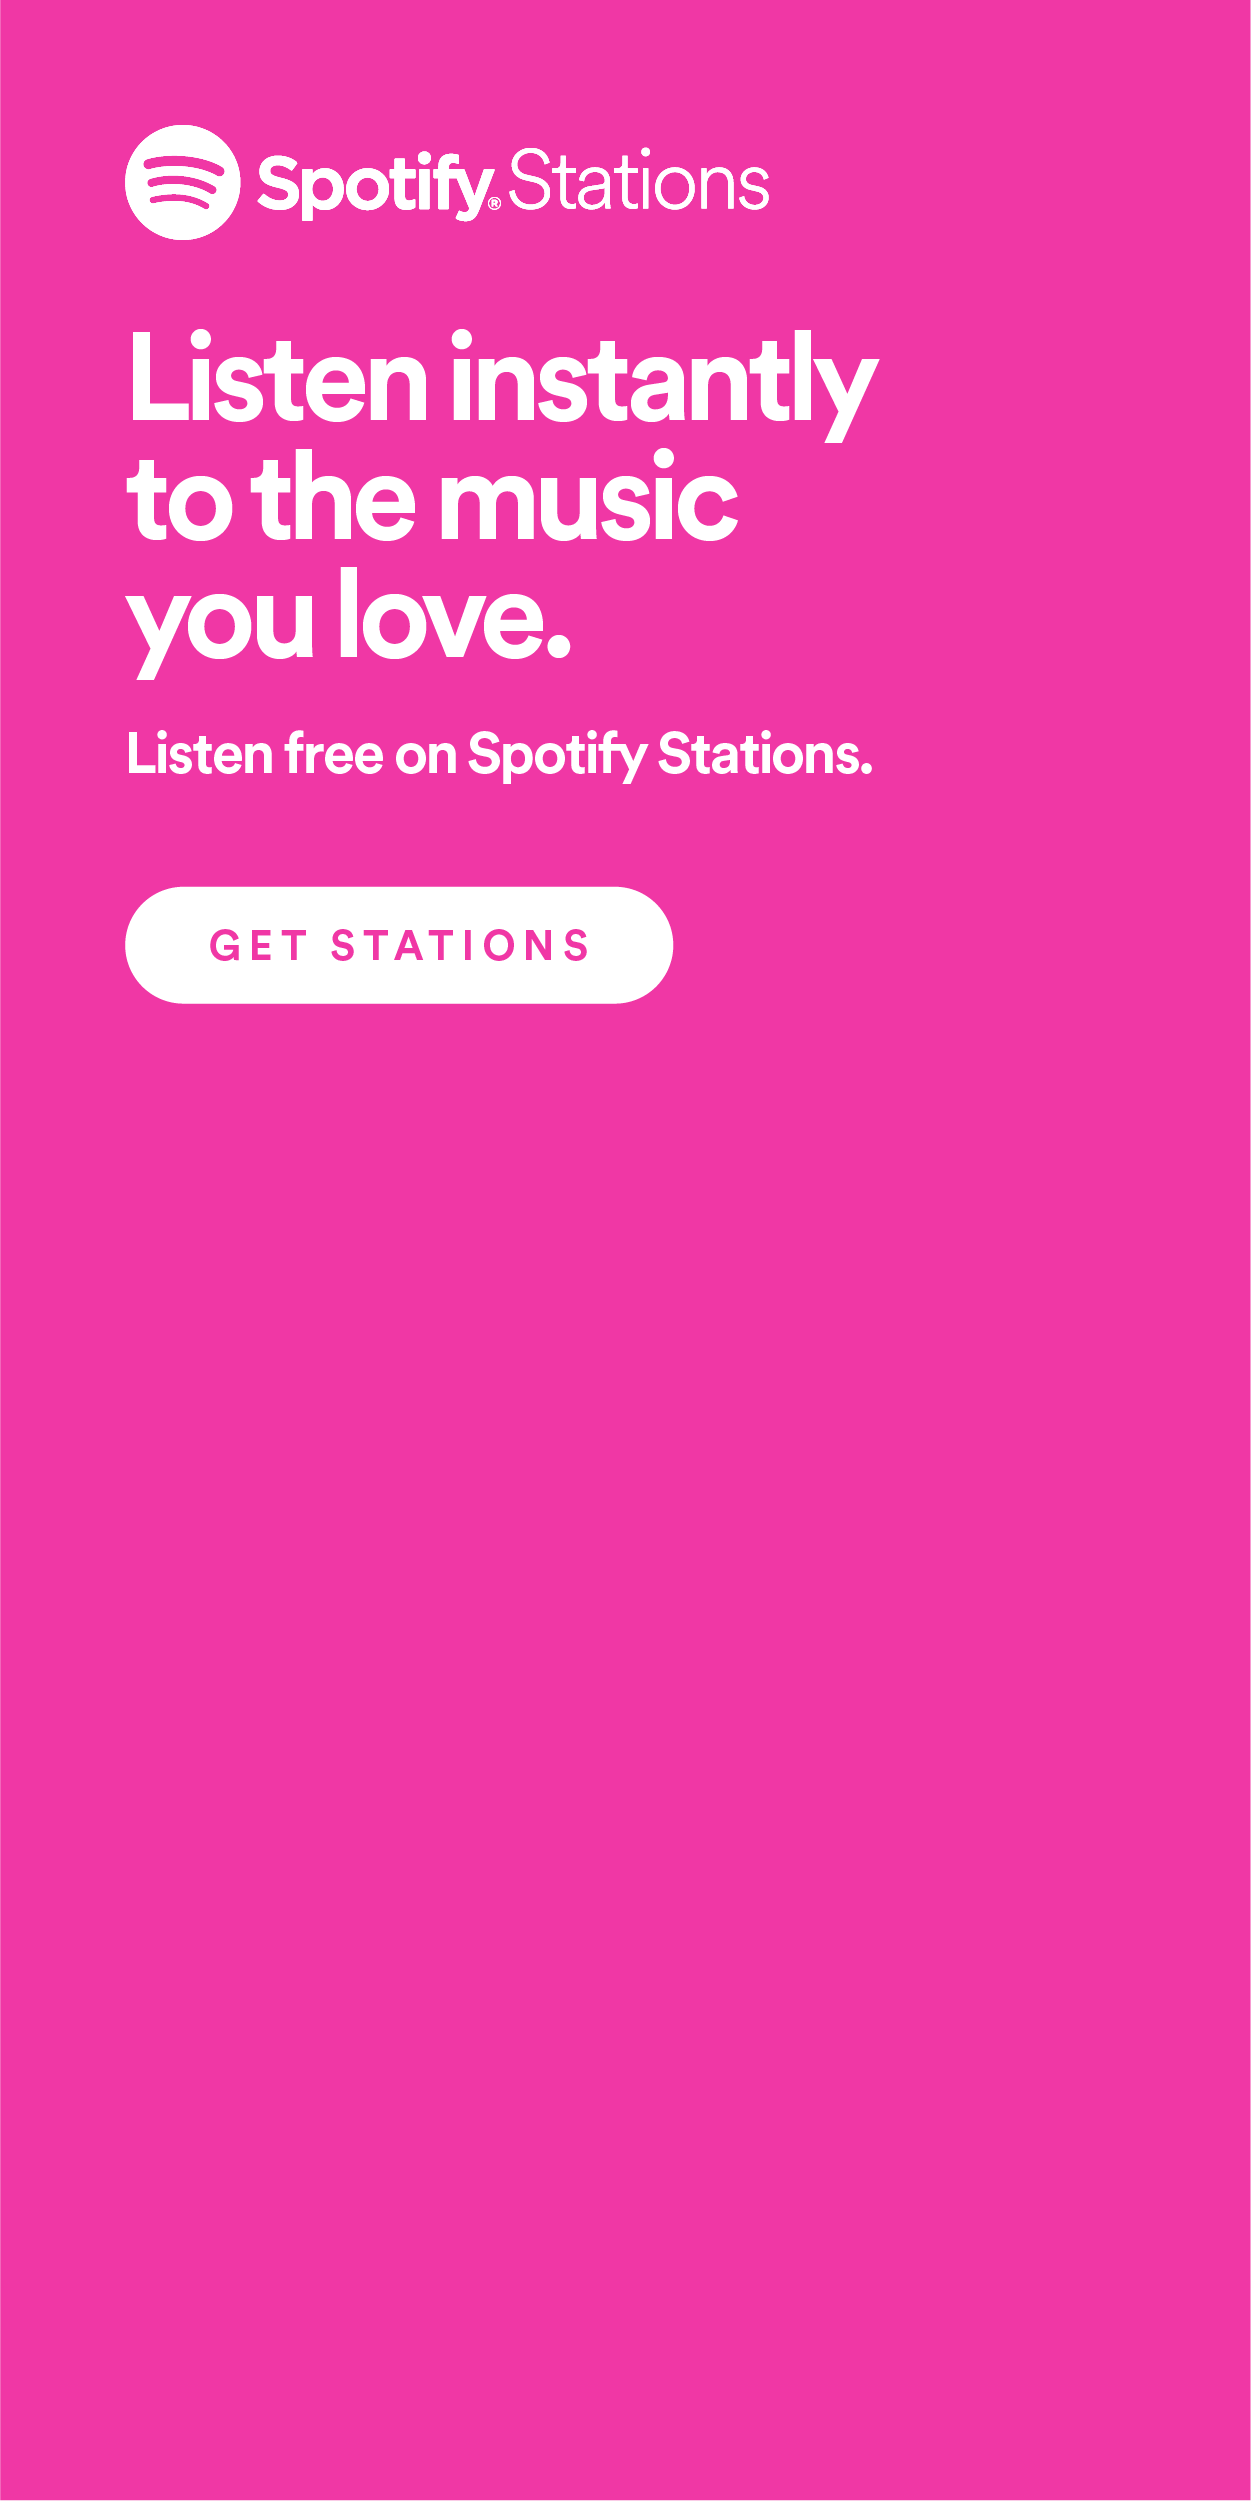 Spotify® Stations
Listen instantly
to the music
you love.
Listen free on Spotify Stations.
GET STATIONS